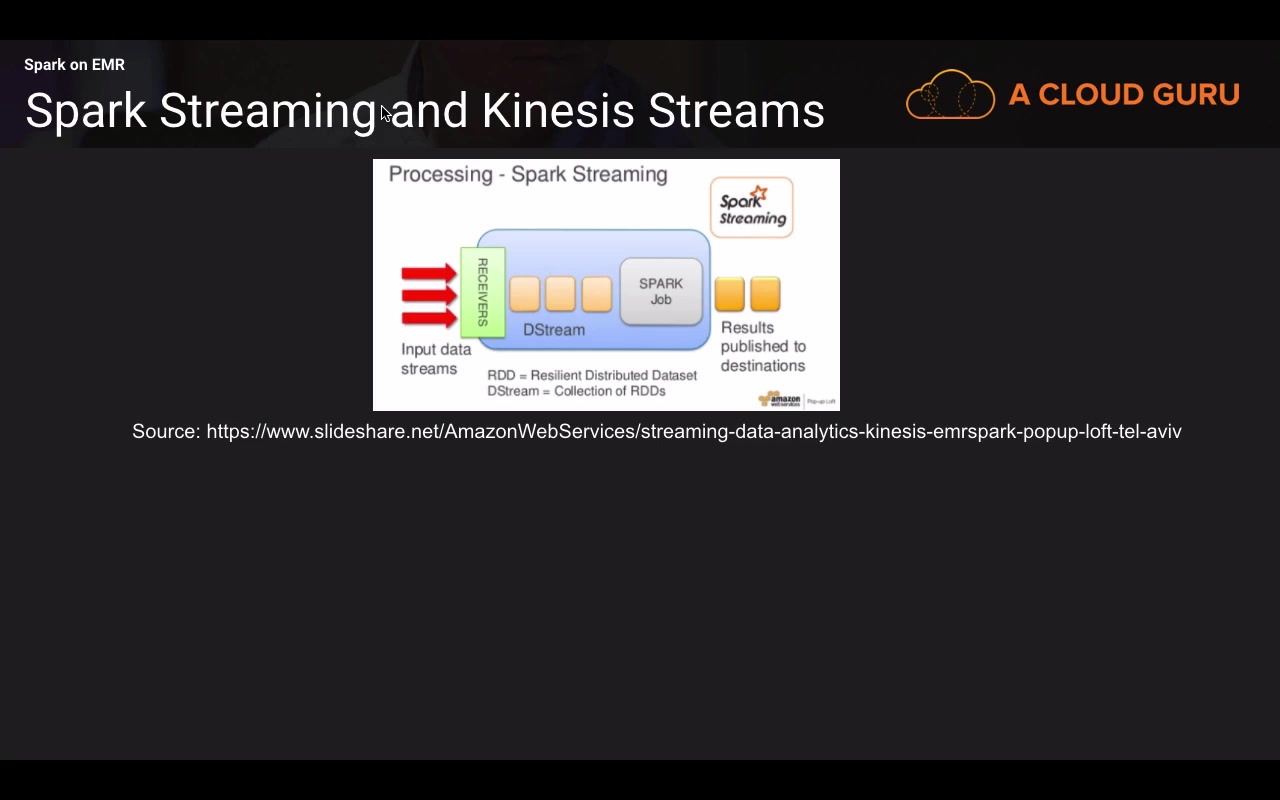 Spark on EMR
Spark Streaming and Kinesis Streams
A CLOUD GURU
Processing - Spark Streaming
Spark
Streaming
RECEIVERS
SPARK
Job
DStream
Input data
streams
Results
published to
destinations
RDD = Resilient Distributed Dataset
DStream = Collection of RDDs
amazon
webservices
Pop-up Loft
Source: https://www.slideshare.net/AmazonWebServices/streaming-data-analytics-kinesis-emrspark-popup-loft-tel-aviv